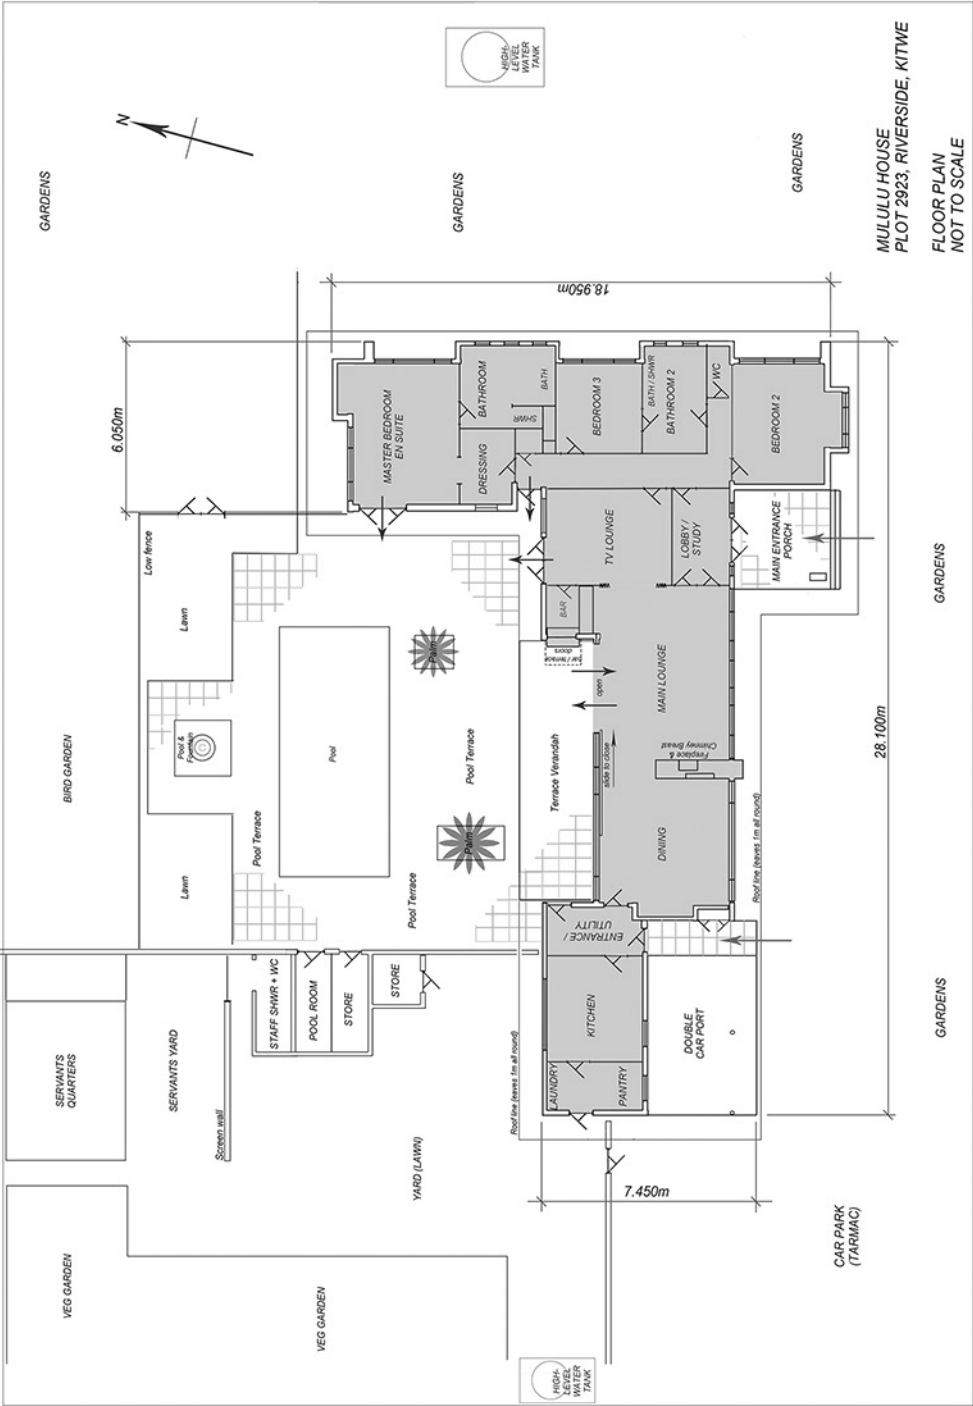 MULULU HOUSE
PLOT 2923, RIVERSIDE, KITWE
FLOOR PLAN
NOT TO SCALE
N
HIGH-
LEVEL
WATER
TANK
GARDENS
GARDENS
GARDENS
18.950m
6.050m
MASTER BEDROOM
EN SUITE
BATHROOM
BATH
SHWR
DRESSING
BEDROOM 3
BATH / SHWR
BATHROOM 2
WC
BEDROOM 2
TV LOUNGE
LOBBY /
STUDY
MAIN ENTRANCE
PORCH
BAR
bar / terrace
doors
open
MAIN LOUNGE
slide to close
Fireplace &
Chimney Breast
DINING
Terrace Verandah
28.100m
GARDENS
Low fence
Lawn
BIRD GARDEN
Pool &
Fountain
Pool
Palm
Pool Terrace
Palm
Pool Terrace
Pool Terrace
Lawn
Roof line (eaves 1m all round)
ENTRANCE /
UTILITY
KITCHEN
LAUNDRY
PANTRY
DOUBLE
CAR PORT
GARDENS
STAFF SHWR + WC
POOL ROOM
STORE
STORE
SERVANTS
QUARTERS
SERVANTS YARD
Screen wall
Roof line (eaves 1m all round)
YARD (LAWN)
7.450m
CAR PARK
(TARMAC)
VEG GARDEN
VEG GARDEN
HIGH-
LEVEL
WATER
TANK